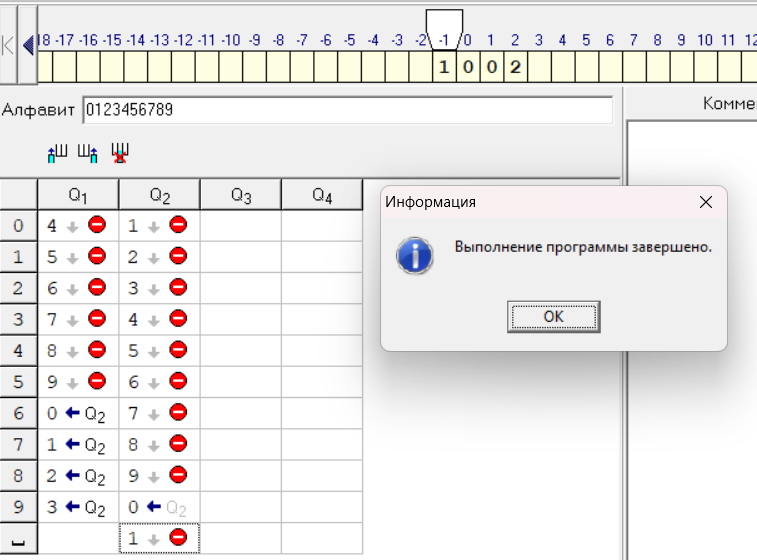 8 -17 -16 -15 -14 -13 -12 -11 -10 -9 -8 -7 -6 -5 -4 -3 -2 -1 0 1 2 3 4 5 6 7 8 9 10 11 12
1 0 0 2
Алфавит 0123456789
Комме
Q1 Q2 Q3 Q4
0 4 1
1 5 2
2 6 3
3 7 4
4 8 5
5 9 6
6 0 Q2 7
7 1 Q2 8
8 2 Q2 9
9 3 Q2 0 Q2
1
Информация
Выполнение программы завершено.
ОК